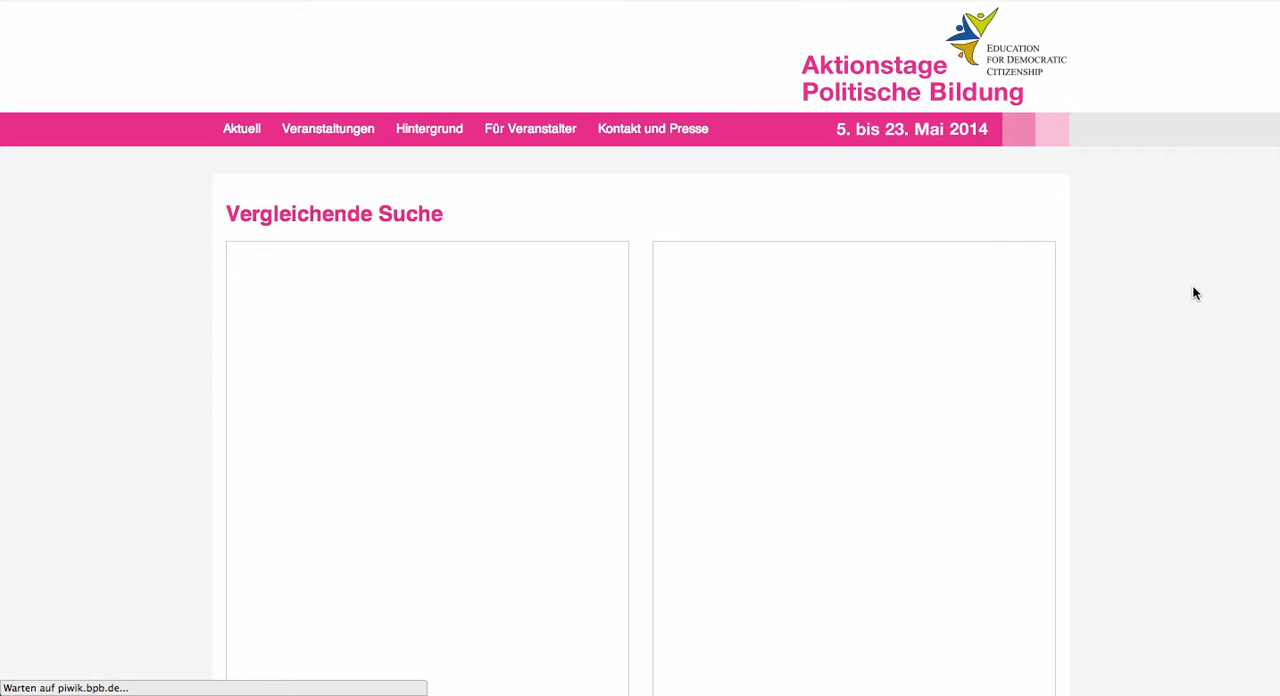 EDUCATION
FOR DEMOCRATIC
CITIZENSHIP
Aktionstage
Politische Bildung
Aktuell Veranstaltungen Hintergrund Für Veranstalter Kontakt und Presse 5. bis 23. Mai 2014
Vergleichende Suche
Warten auf piwik.bpb.de...